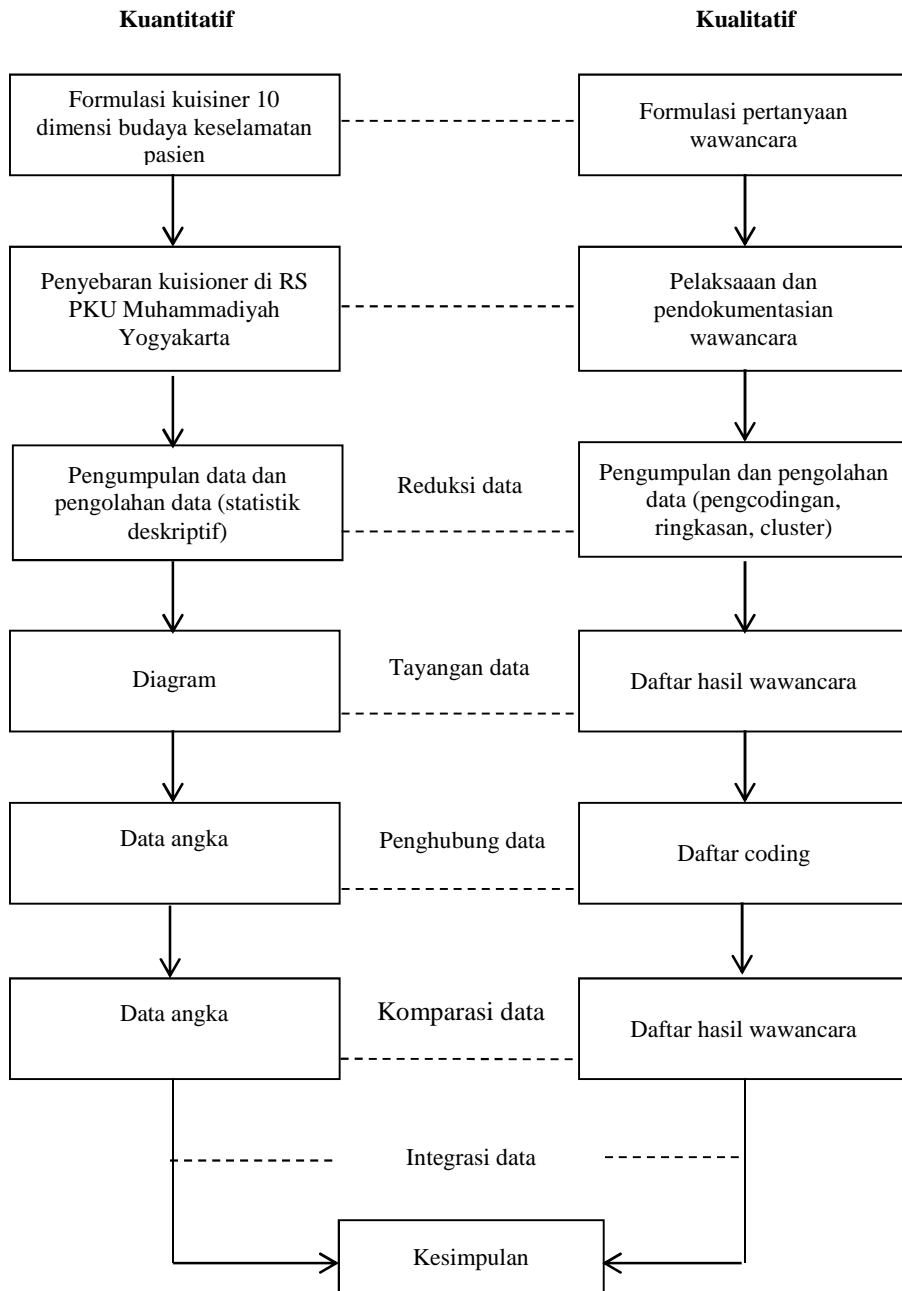 Kuantitatif
Kualitatif
Formulasi kuisiner 10
dimensi budaya keselamatan
pasien
Formulasi pertanyaan
wawancara
Penyebaran kuisioner di RS
PKU Muhammadiyah
Yogyakarta
Pelaksaaan dan
pendokumentasian
wawancara
Pengumpulan data dan
pengolahan data (statistik
deskriptif)
Reduksi data
Pengumpulan dan pengolahan
data (pengcodingan,
ringkasan, cluster)
Diagram
Tayangan data
Daftar hasil wawancara
Data angka
Penghubung data
Daftar coding
Data angka
Komparasi data
Daftar hasil wawancara
Integrasi data
Kesimpulan